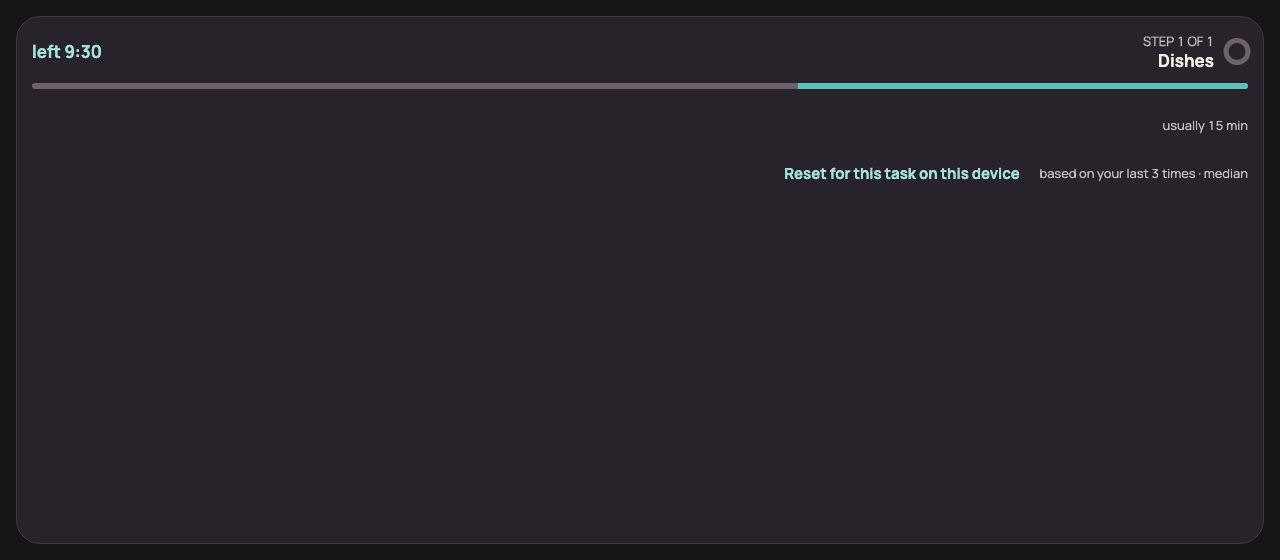 left 9:30
STEP 1 OF 1
Dishes
usually 15 min
Reset for this task on this device
based on your last 3 times · median